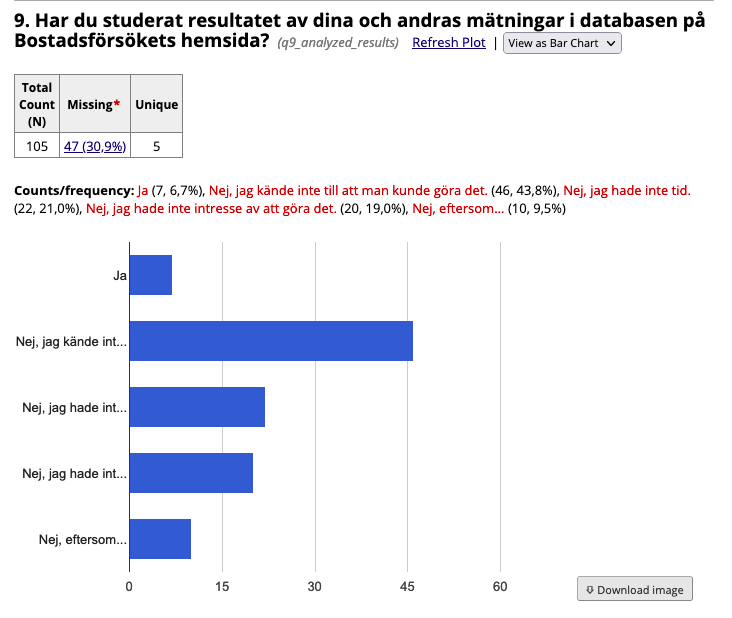 9. Har du studerat resultatet av dina och andras mätningar i databasen på
Bostadsförsökets hemsida? (q9_analyzed_results) Refresh Plot | View as Bar Chart
Total Count (N) Missing* Unique
105 47 (30,9%) 5
Counts/frequency: Ja (7, 6,7%), Nej, jag kände inte till att man kunde göra det. (46, 43,8%), Nej, jag hade inte tid.
(22, 21,0%), Nej, jag hade inte intresse av att göra det. (20, 19,0%), Nej, eftersom... (10, 9,5%)
Ja
Nej, jag kände int...
Nej, jag hade int...
Nej, jag hade int...
Nej, eftersom...
0 15 30 45 60
Download image